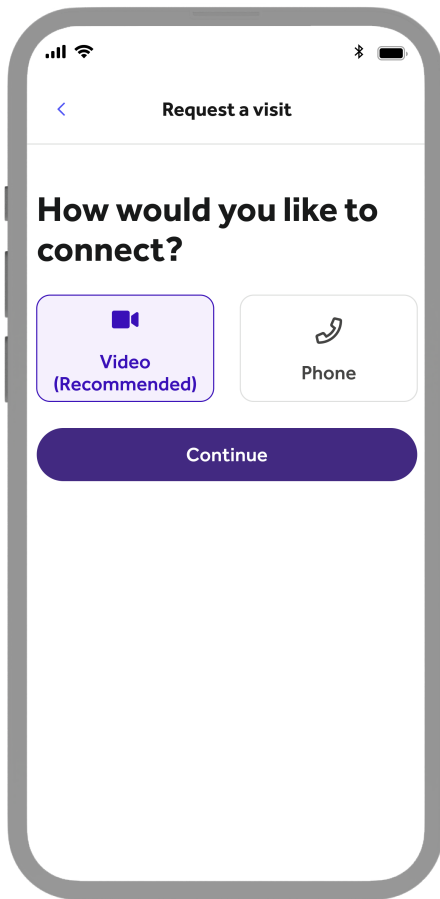 Request a visit
How would you like to
connect?
Video
(Recommended)
Phone
Continue